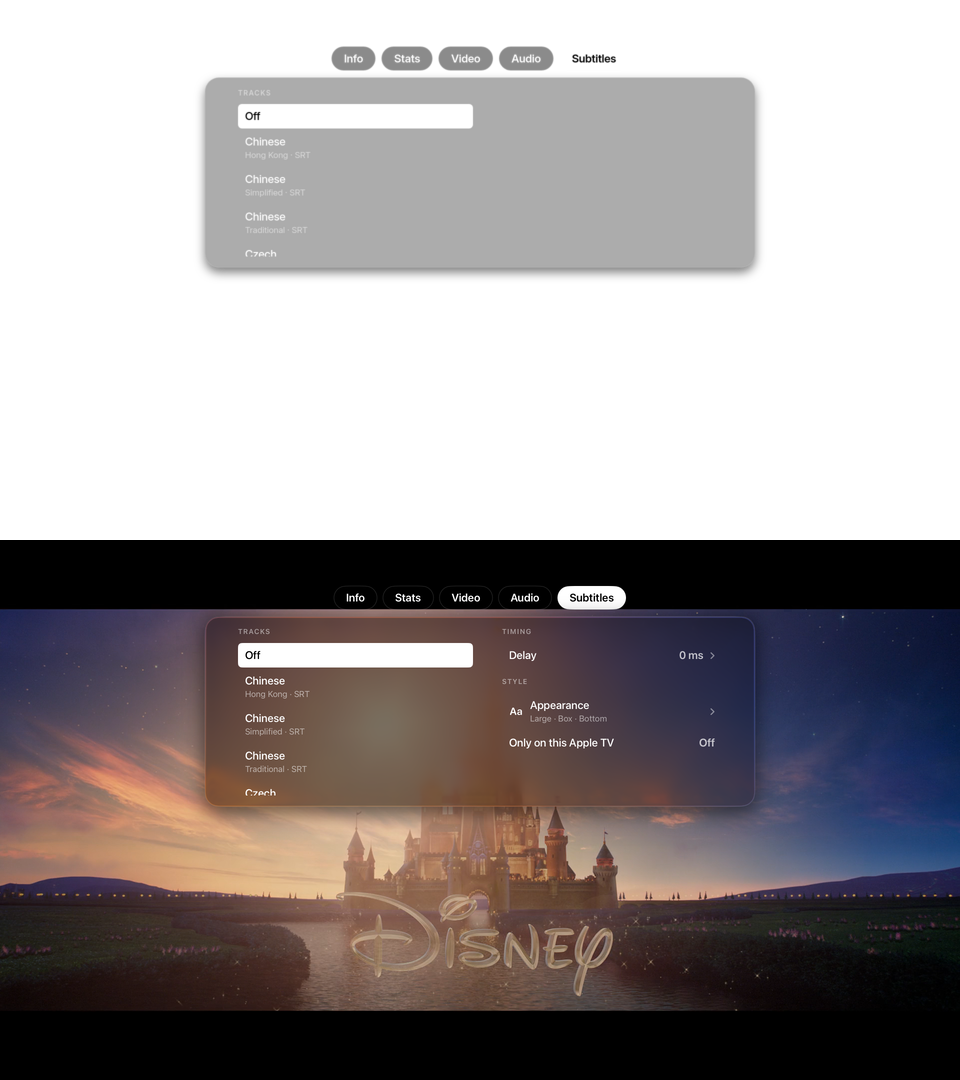 Info Stats Video Audio Subtitles
TRACKS
Off
Chinese
Hong Kong · SRT
Chinese
Simplified · SRT
Chinese
Traditional · SRT
Czech
Info Stats Video Audio Subtitles
TRACKS
Off
Chinese
Hong Kong · SRT
Chinese
Simplified · SRT
Chinese
Traditional · SRT
Czech
TIMING
Delay 0 ms
STYLE
Aa Appearance
Large · Box · Bottom
Only on this Apple TV Off
DISNEY